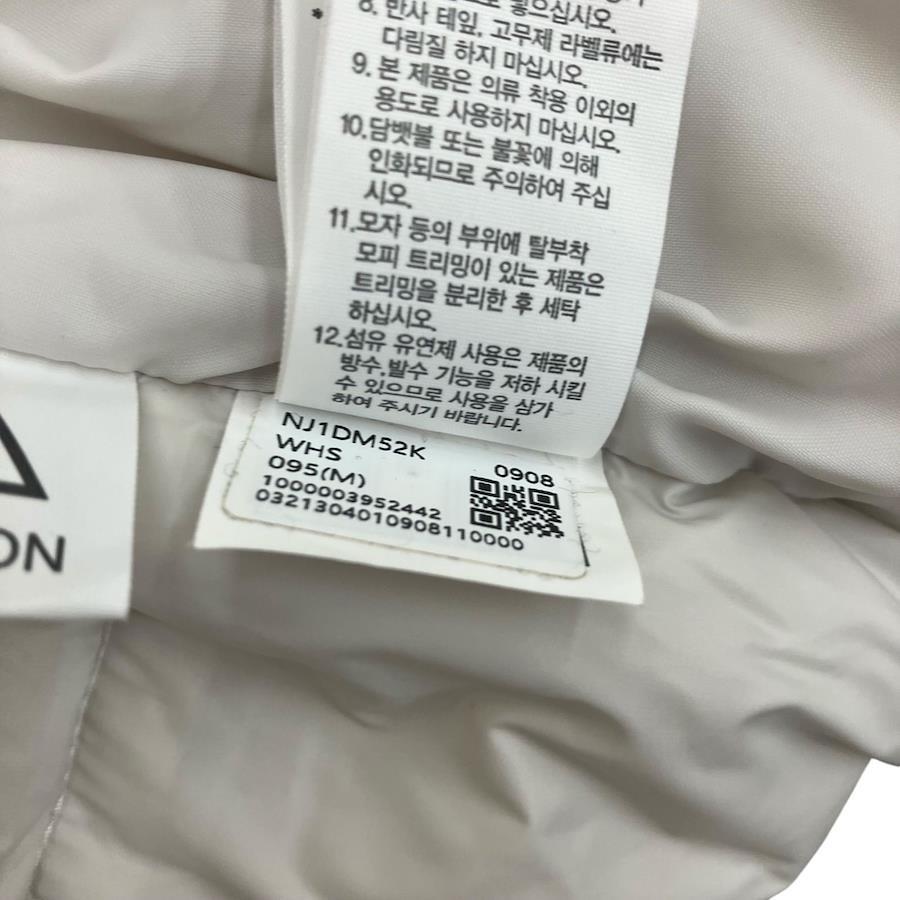 넣으십시오.
8. 반사 테잎, 고무제 라벨류에는
다림질 하지 마십시오.
9. 본 제품은 의류 착용 이외의
용도로 사용하지 마십시오.
10.담뱃불 또는 불꽃에 의해
인화되므로 주의하여 주십
시오.
11.모자 등의 부위에 탈부착
모피 트리밍이 있는 제품은
트리밍을 분리한 후 세탁
하십시오.
12.섬유 유연제 사용은 제품의
방수,발수 기능을 저하 시킬
수 있으므로 사용을 삼가
하여 주시기 바랍니다.
NJ1DM52K
WHS 0908
095(M)
1000003952442
0321304010908110000
ON